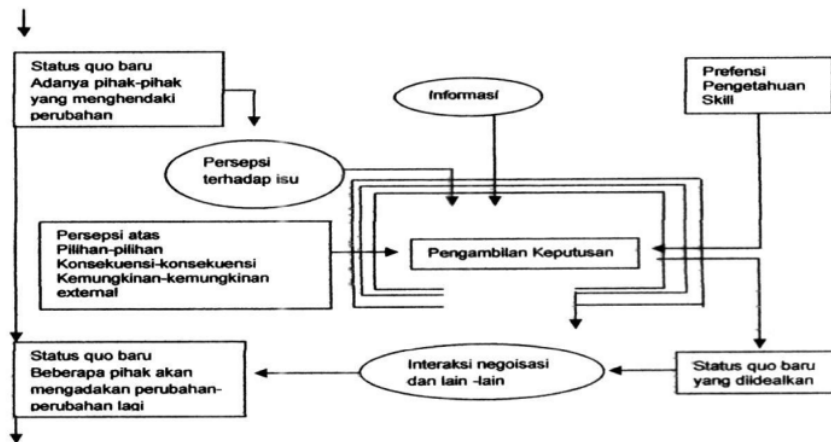 Status quo baru
Adanya pihak-pihak
yang menghendaki
perubahan
Informasi
Prefensi
Pengetahuan
Skill
Persepsi
terhadap isu
Persepsi atas
Pilihan-pilihan
Konsekuensi-konsekuensi
Kemungkinan-kemungkinan
external
Pengambilan Keputusan
Status quo baru
Beberapa pihak akan
mengadakan perubahan-
perubahan lagi
Interaksi negoisasi
dan lain -lain
Status quo baru
yang diidealkan